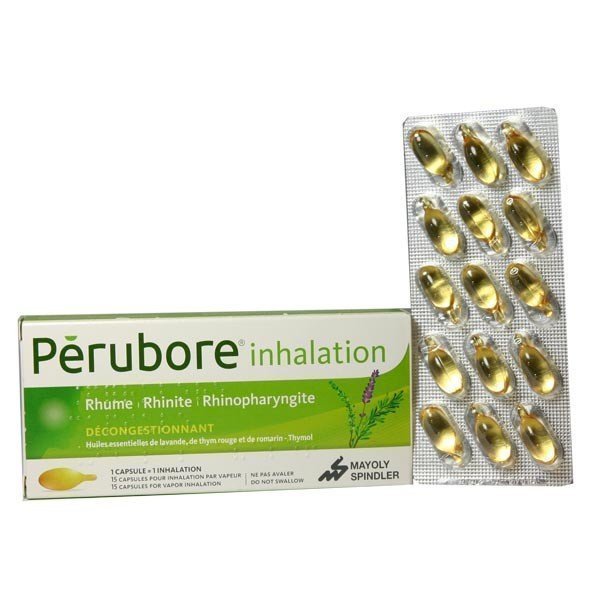 Pērubore® inhalation
Rhume | Rhinite | Rhinopharyngite
DÉCONGESTIONNANT
Huiles essentielles de lavande, de thym rouge et de romarin - Thymol
1 CAPSULE = 1 INHALATION
15 CAPSULES POUR INHALATION PAR VAPEUR
15 CAPSULES FOR VAPOR INHALATION
NE PAS AVALER
DO NOT SWALLOW
MAYOLY
SPINDLER